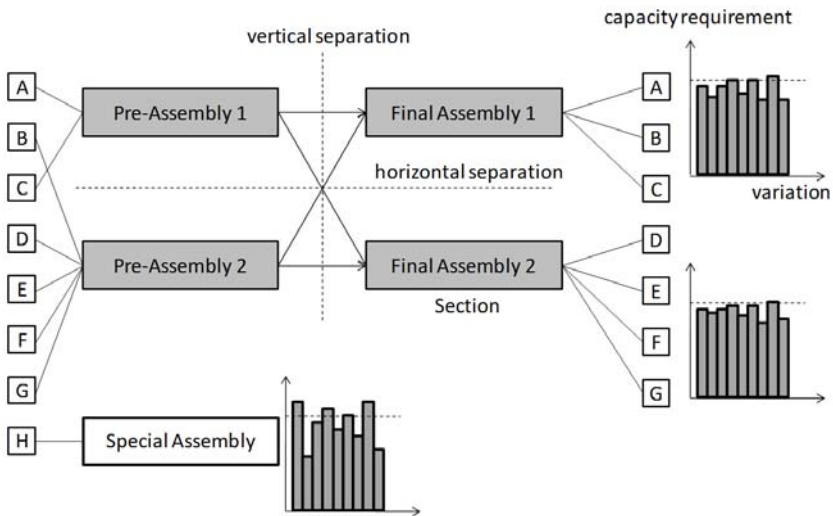 capacity requirement
vertical separation
A
B
C
D
E
F
G
H
Pre-Assembly 1
Final Assembly 1
horizontal separation
Pre-Assembly 2
Final Assembly 2
Section
Special Assembly
A
B
C
variation
D
E
F
G